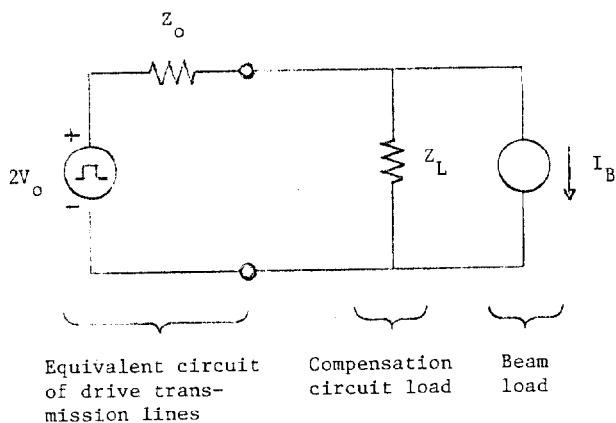 Z_o
+
2V_o
-
Z_L
I_B
Equivalent circuit
of drive trans-
mission lines
Compensation
circuit load
Beam
load